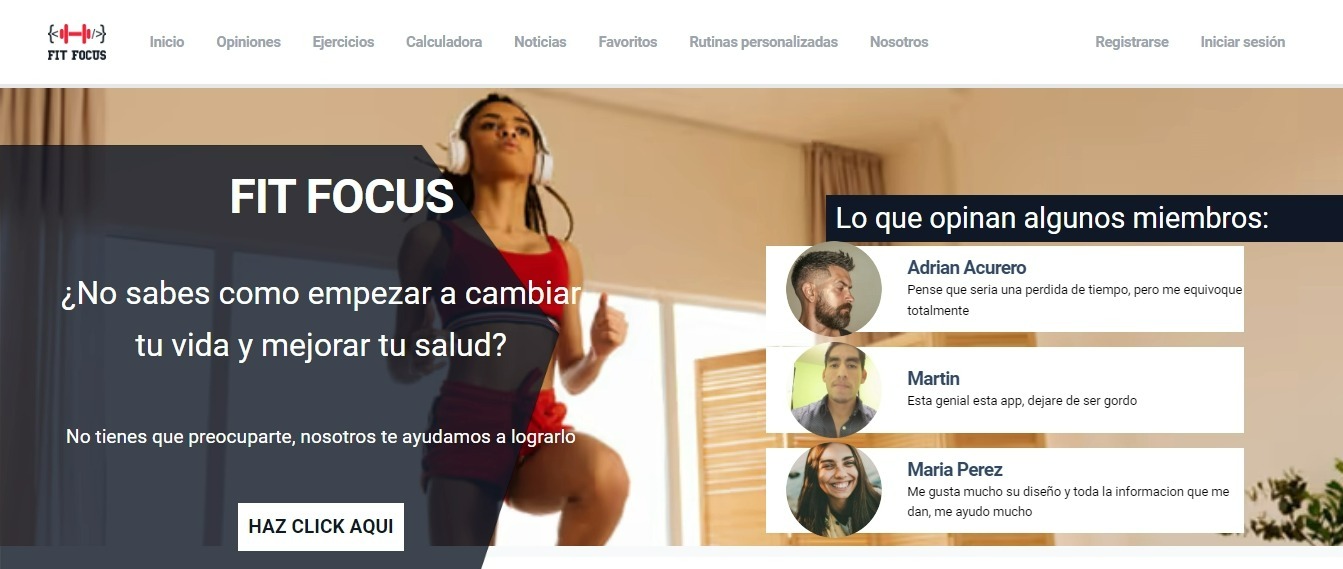 {</>}
FIT FOCUS
Inicio Opiniones Ejercicios Calculadora Noticias Favoritos Rutinas personalizadas Nosotros Registrarse Iniciar sesión
FIT FOCUS
¿No sabes como empezar a cambiar
tu vida y mejorar tu salud?
No tienes que preocuparte, nosotros te ayudamos a lograrlo
HAZ CLICK AQUI
Lo que opinan algunos miembros:
Adrian Acurero
Pense que seria una perdida de tiempo, pero me equivoque
totalmente
Martin
Esta genial esta app, dejare de ser gordo
Maria Perez
Me gusta mucho su diseño y toda la informacion que me
dan, me ayudo mucho